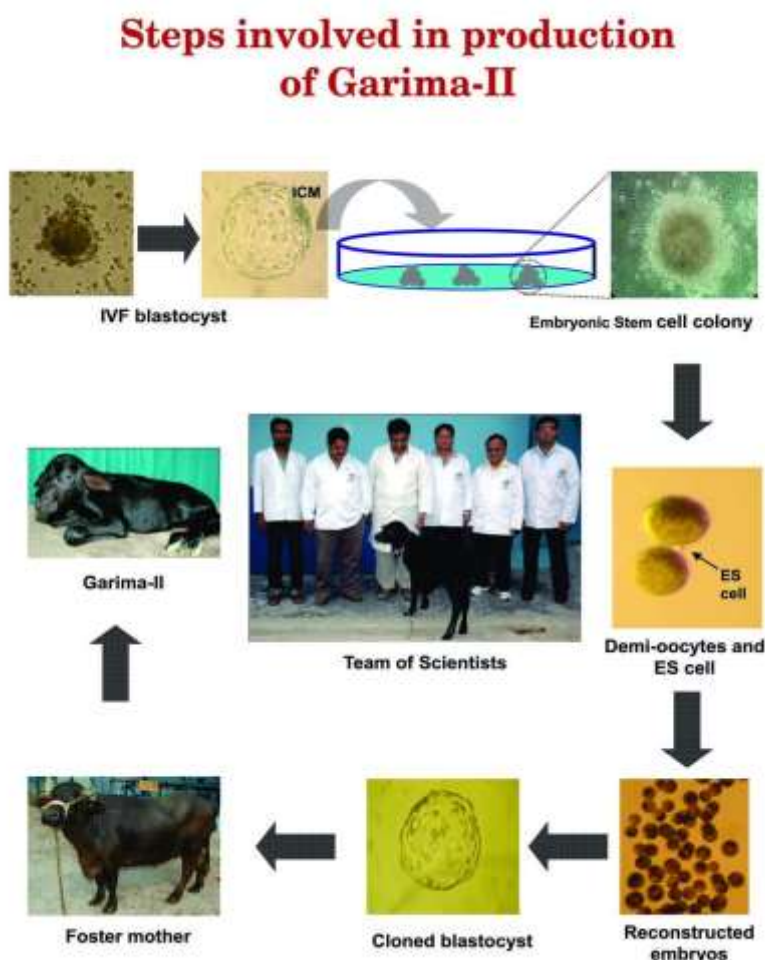 Steps involved in production
of Garima-II
ICM
IVF blastocyst
Embryonic Stem cell colony
ES
cell
Demi-oocytes and
ES cell
Garima-II
Team of Scientists
Foster mother
Cloned blastocyst
Reconstructed
embryos